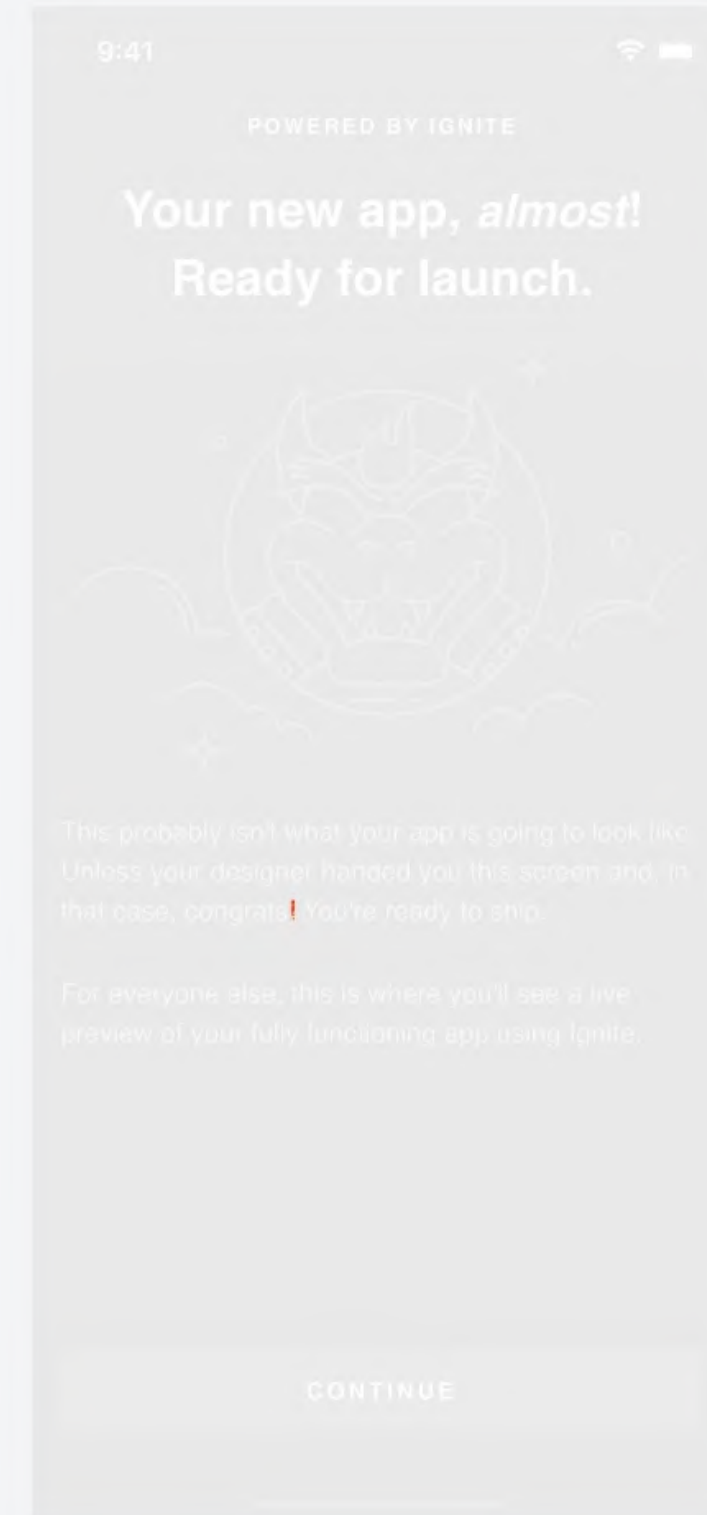 9:41
POWERED BY IGNITE
Your new app, almost!
Ready for launch.
This probably isn't what your app is going to look like
Unless your designer handed you this screen and, in
that case, congrats! You're ready to ship.
For everyone else, this is where you'll see a live
preview of your fully functioning app using Ignite.
CONTINUE